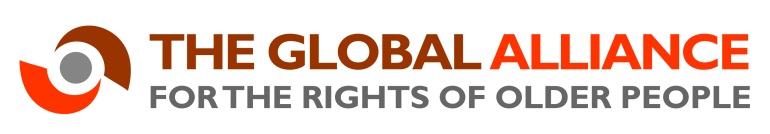 THE GLOBAL ALLIANCE
FOR THE RIGHTS OF OLDER PEOPLE